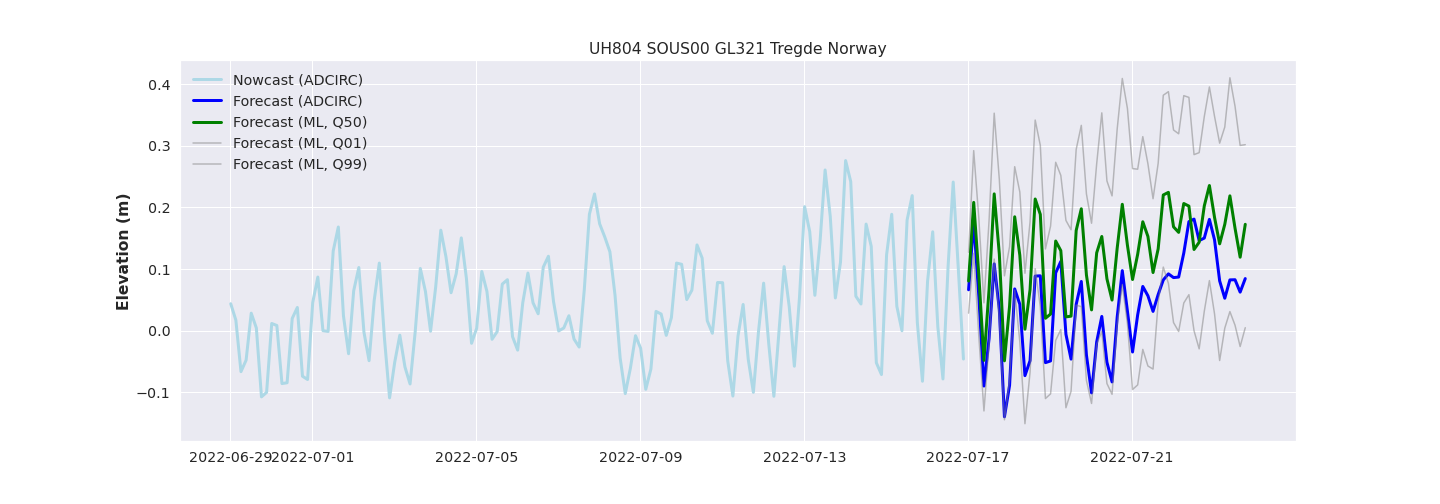 UH804 SOUS00 GL321 Tregde Norway
Nowcast (ADCIRC)
Forecast (ADCIRC)
Forecast (ML, Q50)
Forecast (ML, Q01)
Forecast (ML, Q99)
Elevation (m)
0.4
0.3
0.2
0.1
0.0
−0.1
2022-06-29 2022-07-01 2022-07-05 2022-07-09 2022-07-13 2022-07-17 2022-07-21